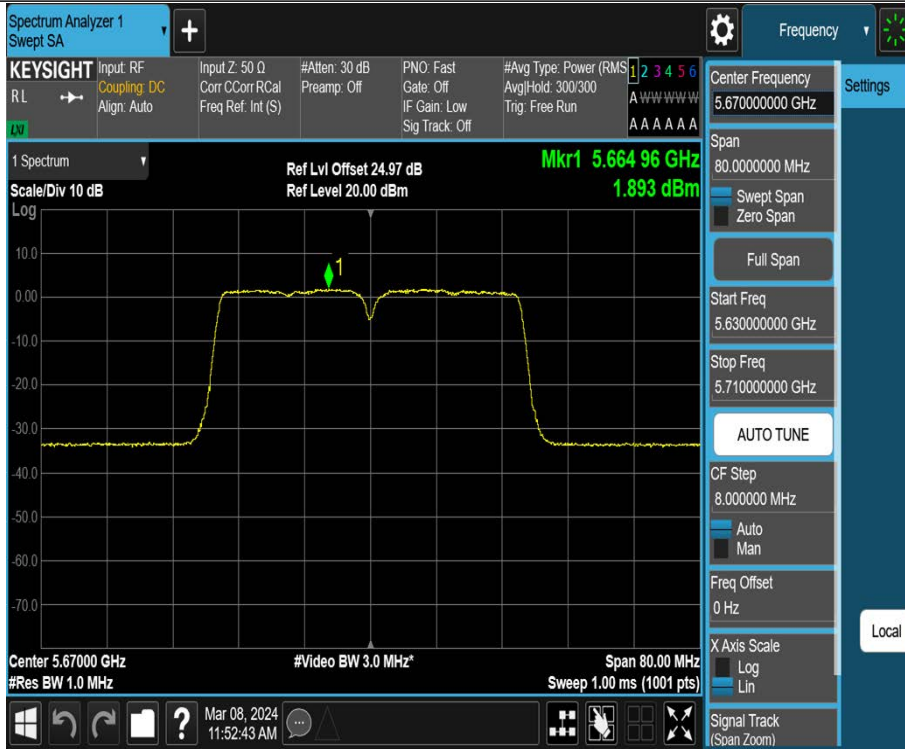 Spectrum Analyzer 1
Swept SA
+
Frequency
KEYSIGHT
R L
LXI
Input: RF
Coupling: DC
Align: Auto
Input Z: 50 Ω
Corr CCorr RCal
Freq Ref: Int (S)
#Atten: 30 dB
Preamp: Off
PNO: Fast
Gate: Off
IF Gain: Low
Sig Track: Off
#Avg Type: Power (RMS
Avg|Hold: 300/300
Trig: Free Run
1 2 3 4 5 6
A W W W W W
A A A A A A
1 Spectrum
Scale/Div 10 dB
Log
Ref Lvl Offset 24.97 dB
Ref Level 20.00 dBm
Mkr1 5.664 96 GHz
1.893 dBm
10.0
0.00
-10.0
-20.0
-30.0
-40.0
-50.0
-60.0
-70.0
1
Center 5.67000 GHz
#Res BW 1.0 MHz
#Video BW 3.0 MHz*
Span 80.00 MHz
Sweep 1.00 ms (1001 pts)
Center Frequency
5.670000000 GHz
Span
80.0000000 MHz
Swept Span
Zero Span
Full Span
Start Freq
5.630000000 GHz
Stop Freq
5.710000000 GHz
AUTO TUNE
CF Step
8.000000 MHz
Auto
Man
Freq Offset
0 Hz
X Axis Scale
Log
Lin
Signal Track
(Span Zoom)
Settings
Local
?
Mar 08, 2024
11:52:43 AM